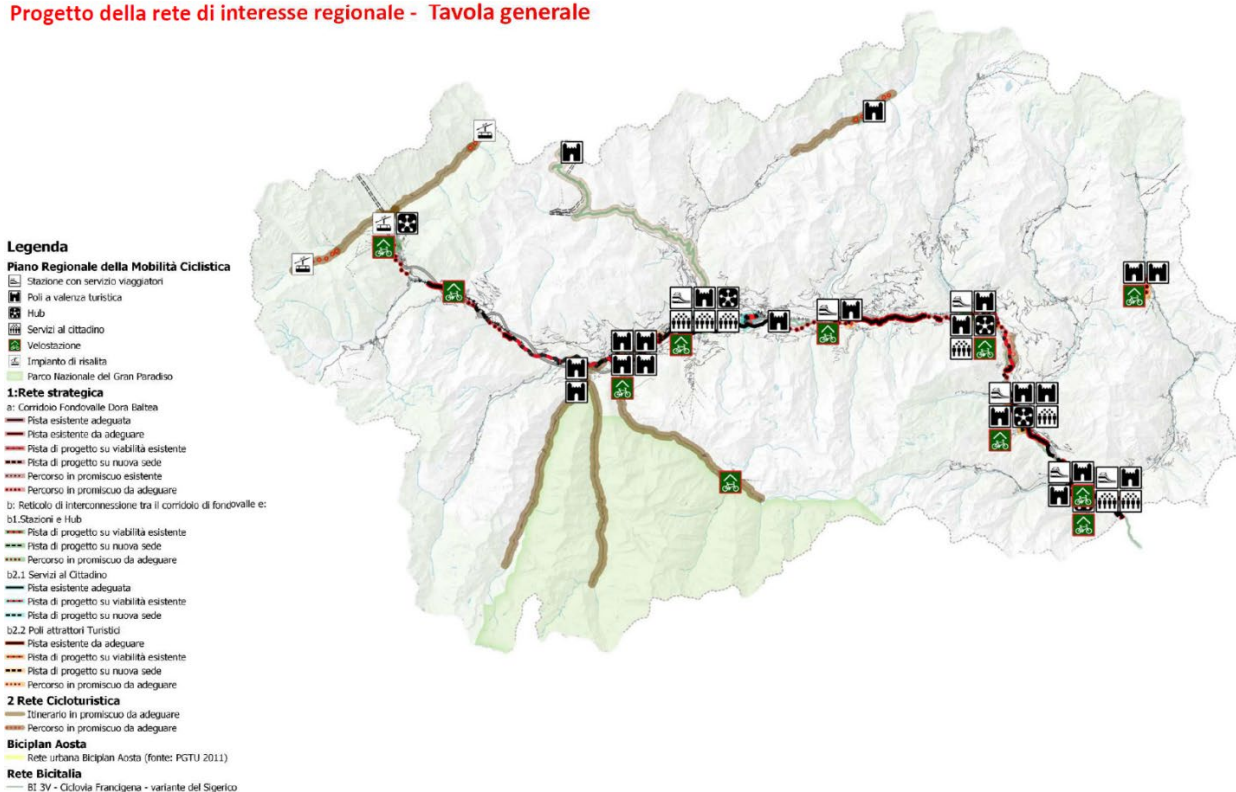 Progetto della rete di interesse regionale - Tavola generale
Legenda
Piano Regionale della Mobilità Ciclistica
Stazione con servizio viaggiatori
Poli a valenza turistica
Hub
Servizi al cittadino
Velostazione
Impianto di risalita
Parco Nazionale del Gran Paradiso
1:Rete strategica
a: Corridoio Fondovalle Dora Baltea
Pista esistente adeguata
Pista esistente da adeguare
Pista di progetto su viabilità esistente
Pista di progetto su nuova sede
Percorso in promiscuo esistente
Percorso in promiscuo da adeguare
b: Reticolo di interconnessione tra il corridoio di fondovalle e:
b1.Stazioni e Hub
Pista di progetto su viabilità esistente
Pista di progetto su nuova sede
Percorso in promiscuo da adeguare
b2.1 Servizi al Cittadino
Pista esistente adeguata
Pista di progetto su viabilità esistente
Pista di progetto su nuova sede
b2.2 Poli attrattori Turistici
Pista esistente da adeguare
Pista di progetto su viabilità esistente
Pista di progetto su nuova sede
Percorso in promiscuo da adeguare
2 Rete Cicloturistica
Itinerario in promiscuo da adeguare
Percorso in promiscuo da adeguare
Biciplan Aosta
Rete urbana Biciplan Aosta (fonte: PGTU 2011)
Rete Bicitalia
BI 3V - Ciclovia Francigena - variante del Sigerico